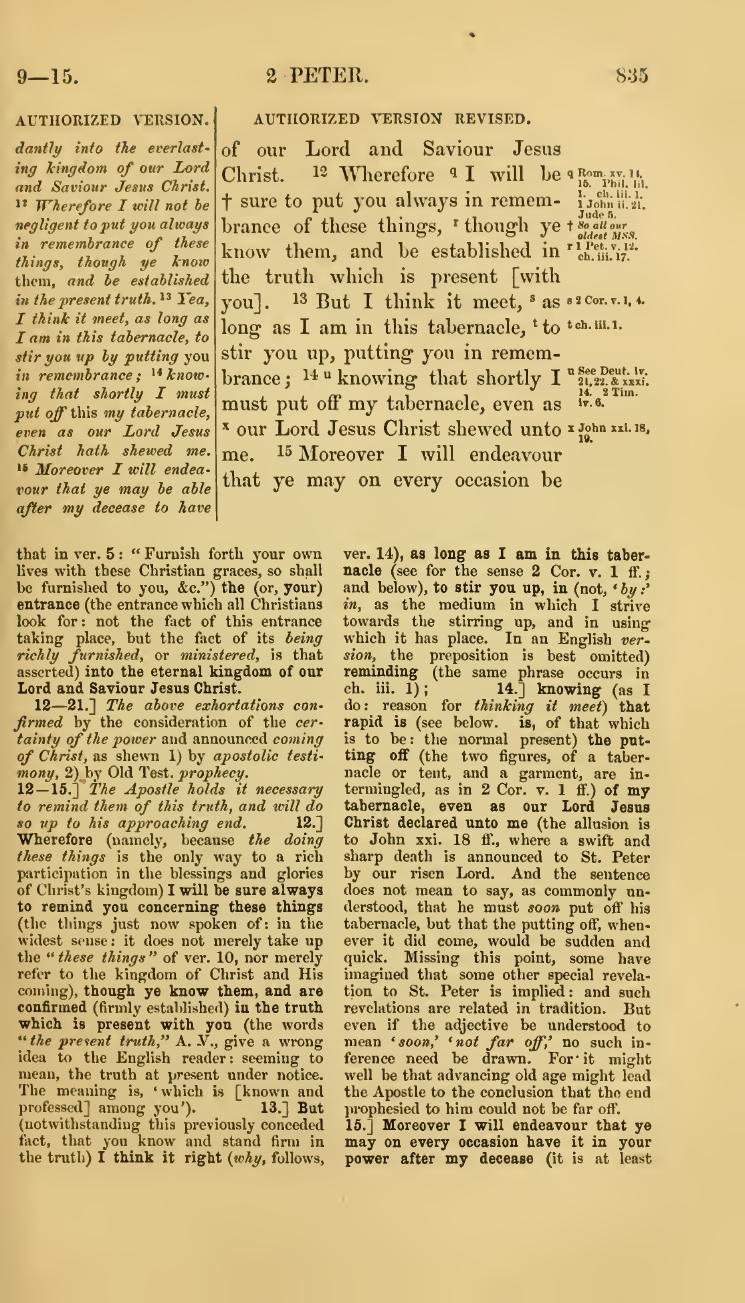 9—15.
2 PETER.
835
AUTHORIZED VERSION.
dantly into the everlast-
ing kingdom of our Lord
and Saviour Jesus Christ.
12 Wherefore I will not be
negligent to put you always
in remembrance of these
things, though ye know
them, and be established
in the present truth. 13 Yea,
I think it meet, as long as
I am in this tabernacle, to
stir you up by putting you
in remembrance; 14 know-
ing that shortly I must
put off this my tabernacle,
even as our Lord Jesus
Christ hath shewed me.
15 Moreover I will endea-
vour that ye may be able
after my decease to have
AUTHORIZED VERSION REVISED.
of our Lord and Saviour Jesus
Christ. 12 Wherefore q I will be
† sure to put you always in remem-
brance of these things, r though ye
know them, and be established in
the truth which is present [with
you]. 13 But I think it meet, s as
long as I am in this tabernacle, t to
stir you up, putting you in remem-
brance; 14 u knowing that shortly I
must put off my tabernacle, even as
x our Lord Jesus Christ shewed unto
me. 15 Moreover I will endeavour
that ye may on every occasion be
q Rom. xv. 14,
15. Phil. iii.
1. ch. iii. 1.
1 John ii. 21.
Jude 5.
† So all our
oldest MSS.
r 1 Pet. v. 12.
ch. iii. 17.
s 2 Cor. v. 1, 4.
t ch. iii. 1.
u See Deut. iv.
21, 22. & xxxi.
14. 2 Tim.
iv. 6.
x John xxi. 18,
19.
that in ver. 5: “Furnish forth your own
lives with these Christian graces, so shall
be furnished to you, &c.”) the (or, your)
entrance (the entrance which all Christians
look for: not the fact of this entrance
taking place, but the fact of its being
richly furnished, or ministered, is that
asserted) into the eternal kingdom of our
Lord and Saviour Jesus Christ.
12—21.] The above exhortations con-
firmed by the consideration of the cer-
tainty of the power and announced coming
of Christ, as shewn 1) by apostolic testi-
mony, 2) by Old Test. prophecy.
12—15.] The Apostle holds it necessary
to remind them of this truth, and will do
so up to his approaching end. 12.]
Wherefore (namely, because the doing
these things is the only way to a rich
participation in the blessings and glories
of Christ's kingdom) I will be sure always
to remind you concerning these things
(the things just now spoken of: in the
widest sense: it does not merely take up
the “these things” of ver. 10, nor merely
refer to the kingdom of Christ and His
coming), though ye know them, and are
confirmed (firmly established) in the truth
which is present with you (the words
“the present truth,” A. V., give a wrong
idea to the English reader: seeming to
mean, the truth at present under notice.
The meaning is, ‘which is [known and
professed] among you’). 13.] But
(notwithstanding this previously conceded
fact, that you know and stand firm in
the truth) I think it right (why, follows,
ver. 14), as long as I am in this taber-
nacle (see for the sense 2 Cor. v. 1 ff.;
and below), to stir you up, in (not, ‘by:’
in, as the medium in which I strive
towards the stirring up, and in using
which it has place. In an English ver-
sion, the preposition is best omitted)
reminding (the same phrase occurs in
ch. iii. 1); 14.] knowing (as I
do: reason for thinking it meet) that
rapid is (see below. is, of that which
is to be: the normal present) the put-
ting off (the two figures, of a taber-
nacle or tent, and a garment, are in-
termingled, as in 2 Cor. v. 1 ff.) of my
tabernacle, even as our Lord Jesus
Christ declared unto me (the allusion is
to John xxi. 18 ff., where a swift and
sharp death is announced to St. Peter
by our risen Lord. And the sentence
does not mean to say, as commonly un-
derstood, that he must soon put off his
tabernacle, but that the putting off, when-
ever it did come, would be sudden and
quick. Missing this point, some have
imagined that some other special revela-
tion to St. Peter is implied: and such
revelations are related in tradition. But
even if the adjective be understood to
mean ‘soon,’ ‘not far off,’ no such in-
ference need be drawn. For it might
well be that advancing old age might lead
the Apostle to the conclusion that the end
prophesied to him could not be far off.
15.] Moreover I will endeavour that ye
may on every occasion have it in your
power after my decease (it is at least